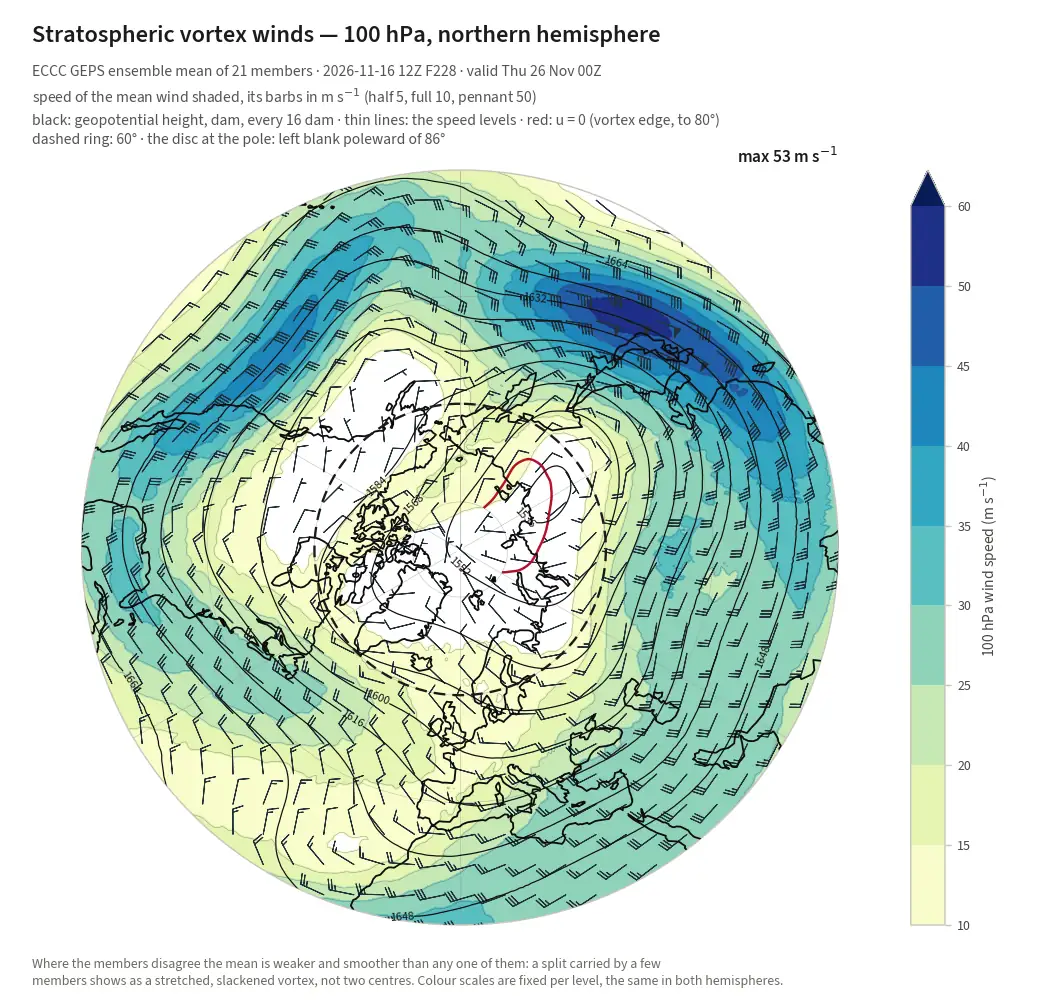 Stratospheric vortex winds — 100 hPa, northern hemisphere
ECCC GEPS ensemble mean of 21 members · 2026-11-16 12Z F228 · valid Thu 26 Nov 00Z
speed of the mean wind shaded, its barbs in m s⁻¹ (half 5, full 10, pennant 50)
black: geopotential height, dam, every 16 dam · thin lines: the speed levels · red: u = 0 (vortex edge, to 80°)
dashed ring: 60° · the disc at the pole: left blank poleward of 86°
max 53 m s⁻¹
60
50
45
40
35
30
25
20
15
10
100 hPa wind speed (m s⁻¹)
1664
1632
1584
1568
1552
1648
1600
1616
1648
Where the members disagree the mean is weaker and smoother than any one of them: a split carried by a few
members shows as a stretched, slackened vortex, not two centres. Colour scales are fixed per level, the same in both hemispheres.